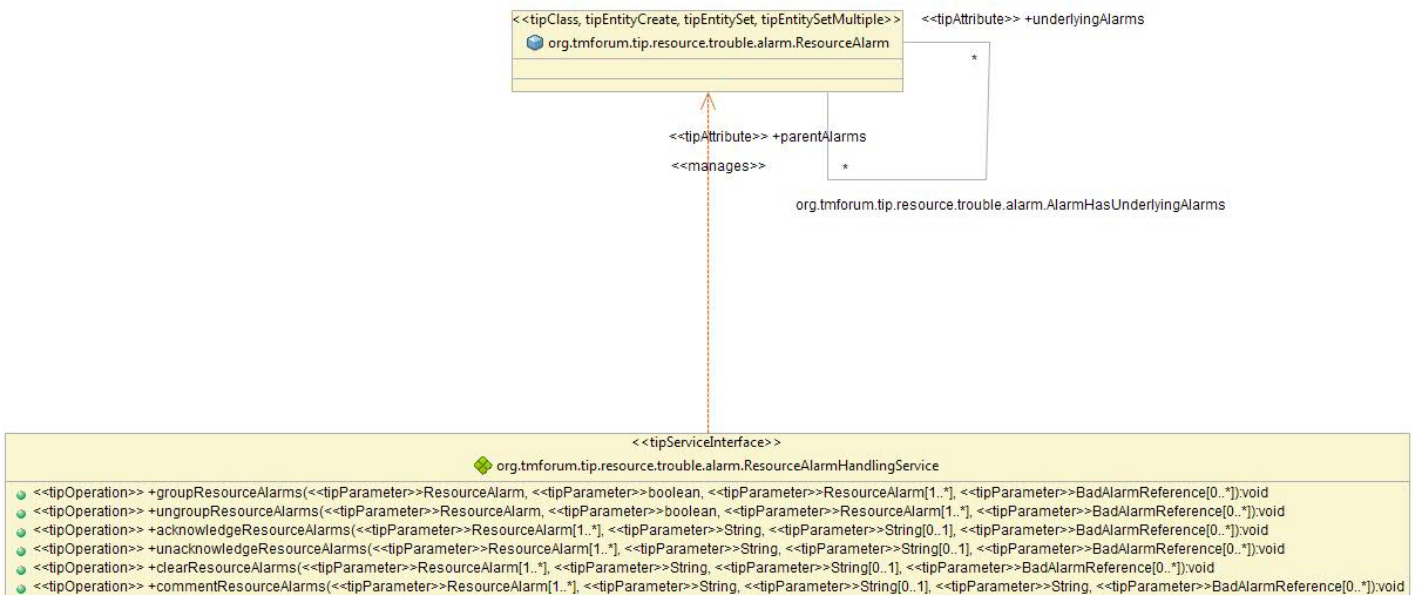 <<tipClass, tipEntityCreate, tipEntitySet, tipEntitySetMultiple>>
<<tipAttribute>> +underlyingAlarms
org.tmforum.tip.resource.trouble.alarm.ResourceAlarm
*
<<tipAttribute>> +parentAlarms
<<manages>>
*
org.tmforum.tip.resource.trouble.alarm.AlarmHasUnderlyingAlarms
<<tipServiceInterface>>
org.tmforum.tip.resource.trouble.alarm.ResourceAlarmHandlingService
<<tipOperation>> +groupResourceAlarms(<<tipParameter>>ResourceAlarm, <<tipParameter>>boolean, <<tipParameter>>ResourceAlarm[1..*], <<tipParameter>>BadAlarmReference[0..*]):void
<<tipOperation>> +ungroupResourceAlarms(<<tipParameter>>ResourceAlarm, <<tipParameter>>boolean, <<tipParameter>>ResourceAlarm[1..*], <<tipParameter>>BadAlarmReference[0..*]):void
<<tipOperation>> +acknowledgeResourceAlarms(<<tipParameter>>ResourceAlarm[1..*], <<tipParameter>>String, <<tipParameter>>String[0..1], <<tipParameter>>BadAlarmReference[0..*]):void
<<tipOperation>> +unacknowledgeResourceAlarms(<<tipParameter>>ResourceAlarm[1..*], <<tipParameter>>String, <<tipParameter>>String[0..1], <<tipParameter>>BadAlarmReference[0..*]):void
<<tipOperation>> +clearResourceAlarms(<<tipParameter>>ResourceAlarm[1..*], <<tipParameter>>String, <<tipParameter>>String[0..1], <<tipParameter>>BadAlarmReference[0..*]):void
<<tipOperation>> +commentResourceAlarms(<<tipParameter>>ResourceAlarm[1..*], <<tipParameter>>String, <<tipParameter>>String[0..1], <<tipParameter>>String, <<tipParameter>>BadAlarmReference[0..*]):void